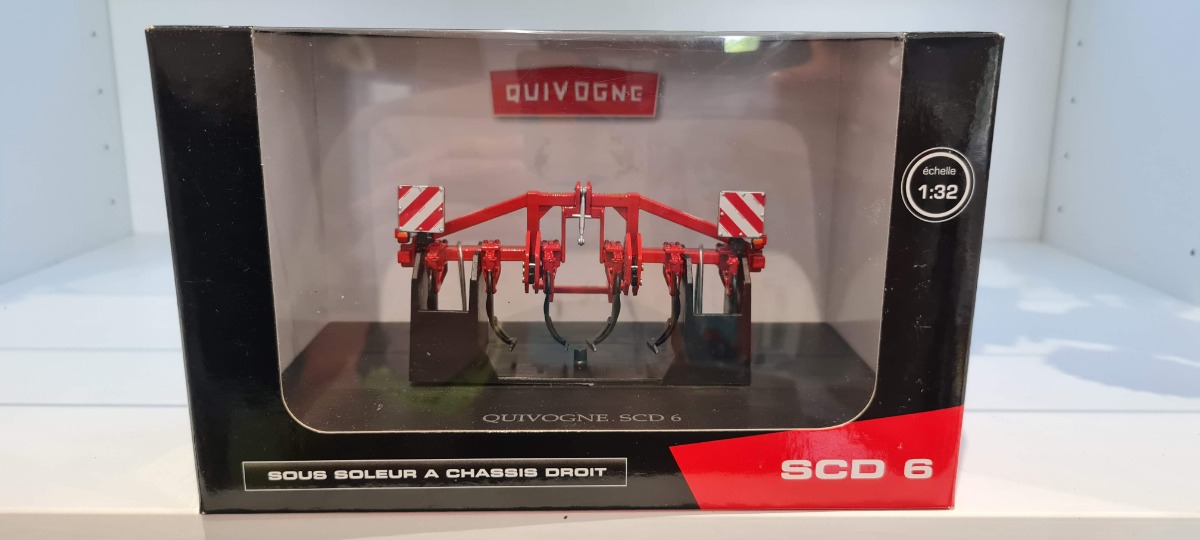 QUIVOGNE
échelle
1:32
QUIVOGNE. SCD 6
SOUS SOLEUR A CHASSIS DROIT
SCD 6